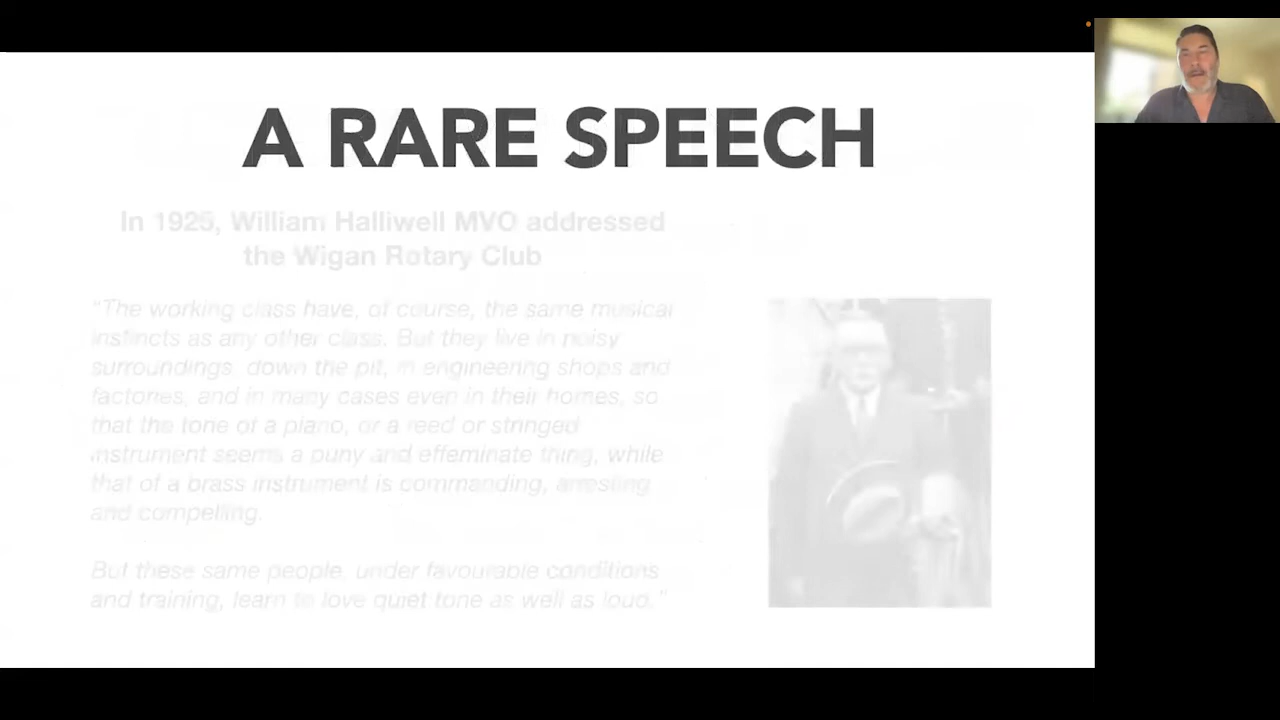 A RARE SPEECH
In 1925, William Halliwell MVO addressed
the Wigan Rotary Club
“The working class have, of course, the same musical
instincts as any other class. But they live in noisy
surroundings, down the pit, in engineering shops and
factories, and in many cases even in their homes, so
that the tone of a piano, or a reed or stringed
instrument seems a puny and effeminate thing, while
that of a brass instrument is commanding, arresting
and compelling.
But these same people, under favourable conditions
and training, learn to love quiet tone as well as loud.”